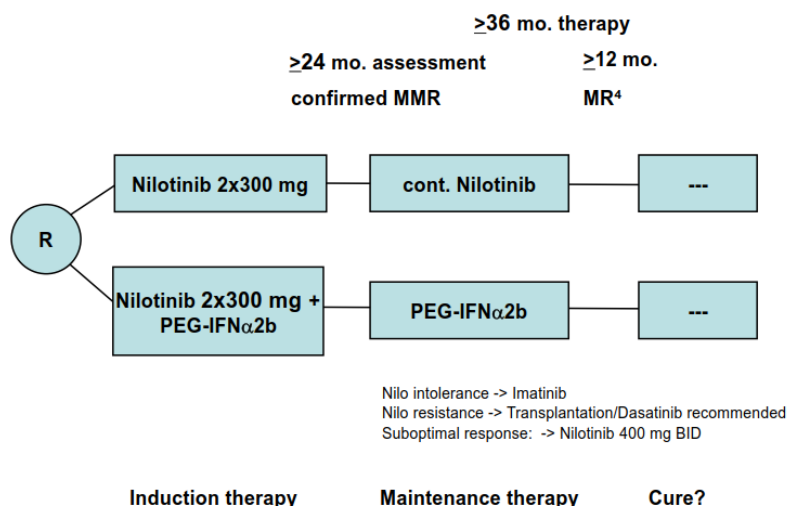 ≥36 mo. therapy
≥24 mo. assessment
≥12 mo.
confirmed MMR
MR⁴
Nilotinib 2x300 mg
cont. Nilotinib
---
R
Nilotinib 2x300 mg +
PEG-IFNα2b
PEG-IFNα2b
---
Nilo intolerance -> Imatinib
Nilo resistance -> Transplantation/Dasatinib recommended
Suboptimal response: -> Nilotinib 400 mg BID
Induction therapy
Maintenance therapy
Cure?